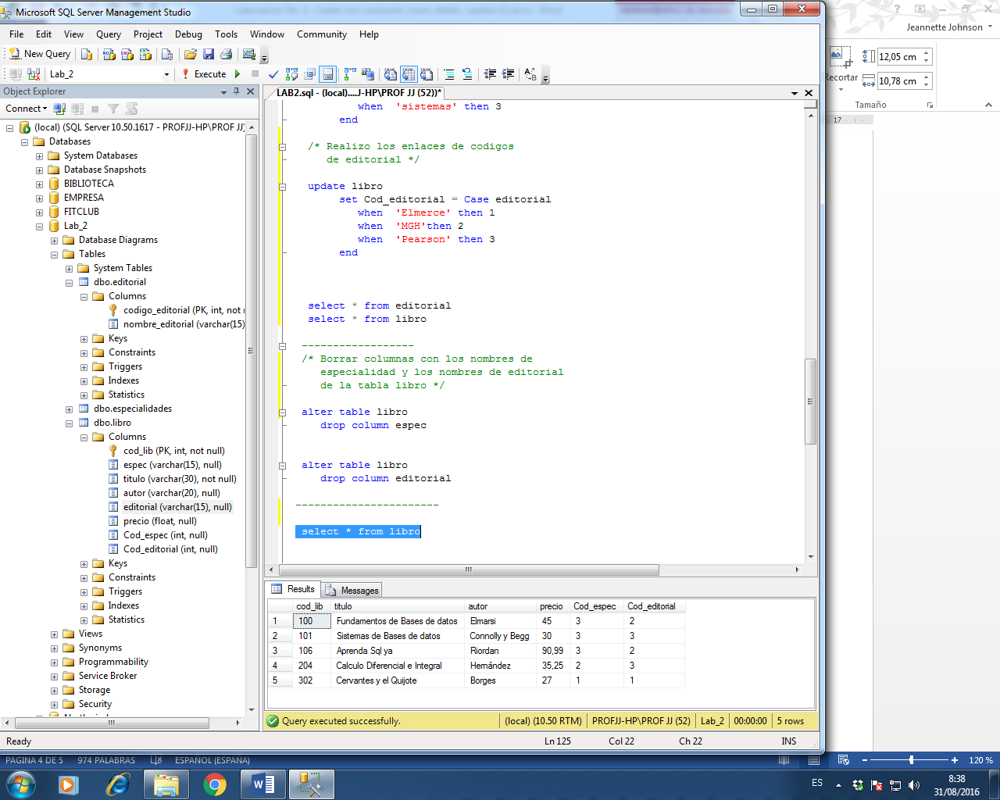 Microsoft SQL Server Management Studio
File Edit View Query Project Debug Tools Window Community Help
New Query
Lab_2
Execute
Object Explorer
Connect
(local) (SQL Server 10.50.1617 - PROFJJ-HP\PROF JJ)
Databases
System Databases
Database Snapshots
BIBLIOTECA
EMPRESA
FITCLUB
Lab_2
Database Diagrams
Tables
System Tables
dbo.editorial
Columns
codigo_editorial (PK, int, not
nombre_editorial (varchar(15)
Keys
Constraints
Triggers
Indexes
Statistics
dbo.especialidades
dbo.libro
Columns
cod_lib (PK, int, not null)
espec (varchar(15), null)
titulo (varchar(30), not null)
autor (varchar(20), null)
editorial (varchar(15), null)
precio (float, null)
Cod_espec (int, null)
Cod_editorial (int, null)
Keys
Constraints
Triggers
Indexes
Statistics
Views
Synonyms
Programmability
Service Broker
Storage
Security
LAB2.sql - (local)....J-HP\PROF JJ (52))*
when 'sistemas' then 3
end
/* Realizo los enlaces de codigos
de editorial */
update libro
set Cod_editorial = Case editorial
when 'Elmerce' then 1
when 'MGH'then 2
when 'Pearson' then 3
end
select * from editorial
select * from libro
------------------
/* Borrar columnas con los nombres de
especialidad y los nombres de editorial
de la tabla libro */
alter table libro
drop column espec
alter table libro
drop column editorial
-----------------------
select * from libro
Results Messages
cod_lib titulo autor precio Cod_espec Cod_editorial
1 100 Fundamentos de Bases de datos Elmarsi 45 3 2
2 101 Sistemas de Bases de datos Connolly y Begg 30 3 3
3 106 Aprenda Sql ya Riordan 90,99 3 2
4 204 Calculo Diferencial e Integral Hernández 35,25 2 3
5 302 Cervantes y el Quijote Borges 27 1 1
Query executed successfully. (local) (10.50 RTM) PROFJJ-HP\PROF JJ (52) Lab_2 00:00:00 5 rows
Ready Ln 125 Col 22 Ch 22 INS
Jeannette Johnson
12,05 cm
Recortar
10,78 cm
Tamaño
17
PÁGINA 4 DE 5 974 PALABRAS ESPAÑOL (ESPAÑA) 120 %
ES
8:38
31/08/2016